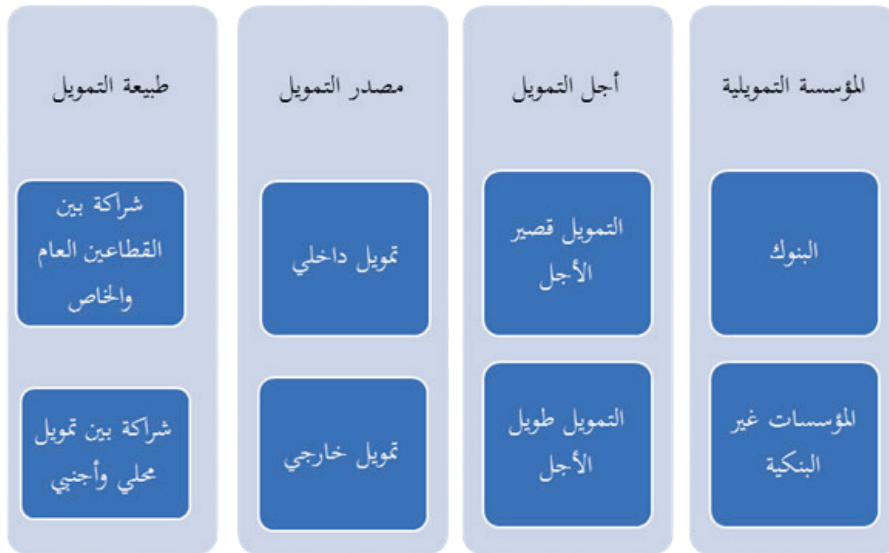 المؤسسة التمويلية
البنوك
المؤسسات غير
البنكية
أجل التمويل
التمويل قصير
الأجل
التمويل طويل
الأجل
مصدر التمويل
تمويل داخلي
تمويل خارجي
طبيعة التمويل
شراكة بين
القطاعين العام
والخاص
شراكة بين تمويل
محلي وأجنبي